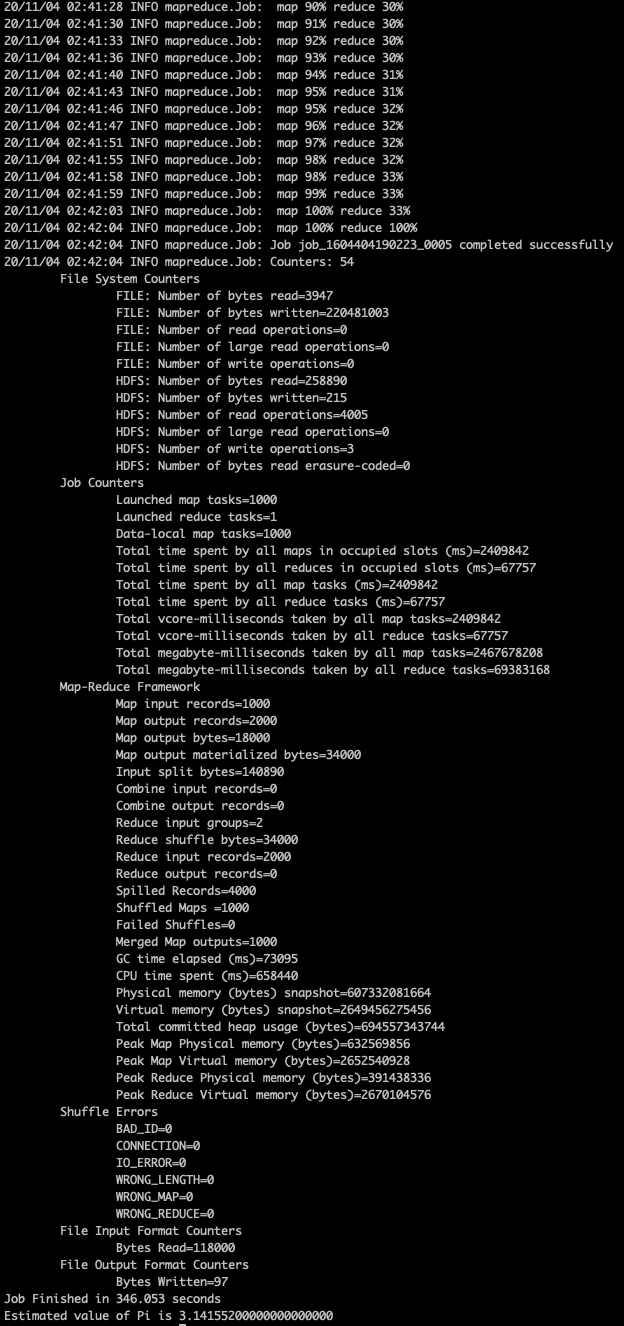 20/11/04 02:41:28 INFO mapreduce.Job:  map 90% reduce 30%
20/11/04 02:41:30 INFO mapreduce.Job:  map 91% reduce 30%
20/11/04 02:41:33 INFO mapreduce.Job:  map 92% reduce 30%
20/11/04 02:41:36 INFO mapreduce.Job:  map 93% reduce 30%
20/11/04 02:41:40 INFO mapreduce.Job:  map 94% reduce 31%
20/11/04 02:41:43 INFO mapreduce.Job:  map 95% reduce 31%
20/11/04 02:41:46 INFO mapreduce.Job:  map 95% reduce 32%
20/11/04 02:41:47 INFO mapreduce.Job:  map 96% reduce 32%
20/11/04 02:41:51 INFO mapreduce.Job:  map 97% reduce 32%
20/11/04 02:41:55 INFO mapreduce.Job:  map 98% reduce 32%
20/11/04 02:41:58 INFO mapreduce.Job:  map 98% reduce 33%
20/11/04 02:41:59 INFO mapreduce.Job:  map 99% reduce 33%
20/11/04 02:42:03 INFO mapreduce.Job:  map 100% reduce 33%
20/11/04 02:42:04 INFO mapreduce.Job:  map 100% reduce 100%
20/11/04 02:42:04 INFO mapreduce.Job: Job job_1604404190223_0005 completed successfully
20/11/04 02:42:04 INFO mapreduce.Job: Counters: 54
File System Counters
FILE: Number of bytes read=3947
FILE: Number of bytes written=220481003
FILE: Number of read operations=0
FILE: Number of large read operations=0
FILE: Number of write operations=0
HDFS: Number of bytes read=258890
HDFS: Number of bytes written=215
HDFS: Number of read operations=4005
HDFS: Number of large read operations=0
HDFS: Number of write operations=3
HDFS: Number of bytes read erasure-coded=0
Job Counters
Launched map tasks=1000
Launched reduce tasks=1
Data-local map tasks=1000
Total time spent by all maps in occupied slots (ms)=2409842
Total time spent by all reduces in occupied slots (ms)=67757
Total time spent by all map tasks (ms)=2409842
Total time spent by all reduce tasks (ms)=67757
Total vcore-milliseconds taken by all map tasks=2409842
Total vcore-milliseconds taken by all reduce tasks=67757
Total megabyte-milliseconds taken by all map tasks=2467678208
Total megabyte-milliseconds taken by all reduce tasks=69383168
Map-Reduce Framework
Map input records=1000
Map output records=2000
Map output bytes=18000
Map output materialized bytes=34000
Input split bytes=140890
Combine input records=0
Combine output records=0
Reduce input groups=2
Reduce shuffle bytes=34000
Reduce input records=2000
Reduce output records=0
Spilled Records=4000
Shuffled Maps =1000
Failed Shuffles=0
Merged Map outputs=1000
GC time elapsed (ms)=73095
CPU time spent (ms)=658440
Physical memory (bytes) snapshot=607332081664
Virtual memory (bytes) snapshot=2649456275456
Total committed heap usage (bytes)=694557343744
Peak Map Physical memory (bytes)=632569856
Peak Map Virtual memory (bytes)=2652540928
Peak Reduce Physical memory (bytes)=391438336
Peak Reduce Virtual memory (bytes)=2670104576
Shuffle Errors
BAD_ID=0
CONNECTION=0
IO_ERROR=0
WRONG_LENGTH=0
WRONG_MAP=0
WRONG_REDUCE=0
File Input Format Counters
Bytes Read=118000
File Output Format Counters
Bytes Written=97
Job Finished in 346.053 seconds
Estimated value of Pi is 3.14155200000000000000